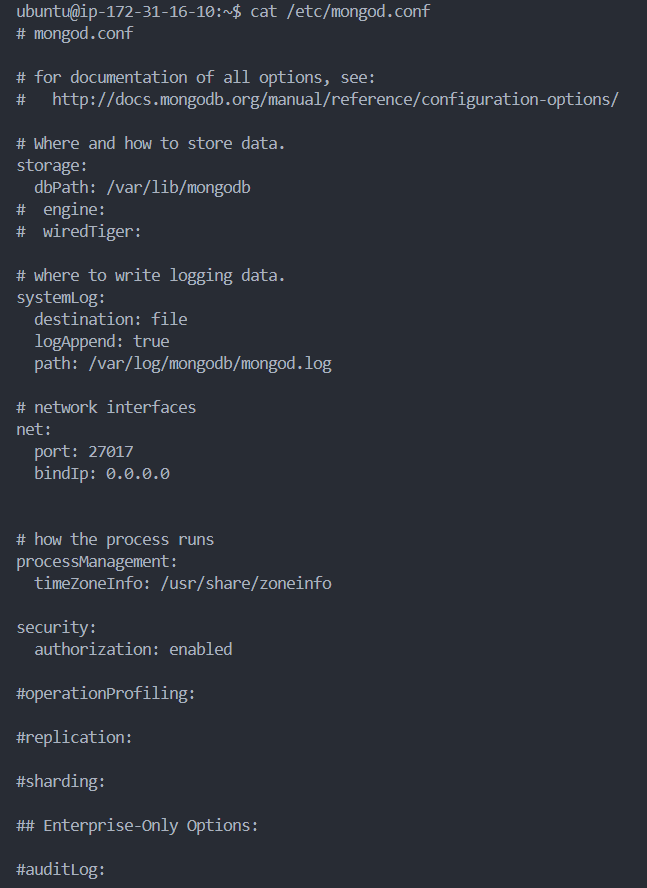 ubuntu@ip-172-31-16-10:~$ cat /etc/mongod.conf
# mongod.conf

# for documentation of all options, see:
#   http://docs.mongodb.org/manual/reference/configuration-options/

# Where and how to store data.
storage:
  dbPath: /var/lib/mongodb
#  engine:
#  wiredTiger:

# where to write logging data.
systemLog:
  destination: file
  logAppend: true
  path: /var/log/mongodb/mongod.log

# network interfaces
net:
  port: 27017
  bindIp: 0.0.0.0


# how the process runs
processManagement:
  timeZoneInfo: /usr/share/zoneinfo

security:
  authorization: enabled

#operationProfiling:

#replication:

#sharding:

## Enterprise-Only Options:

#auditLog: